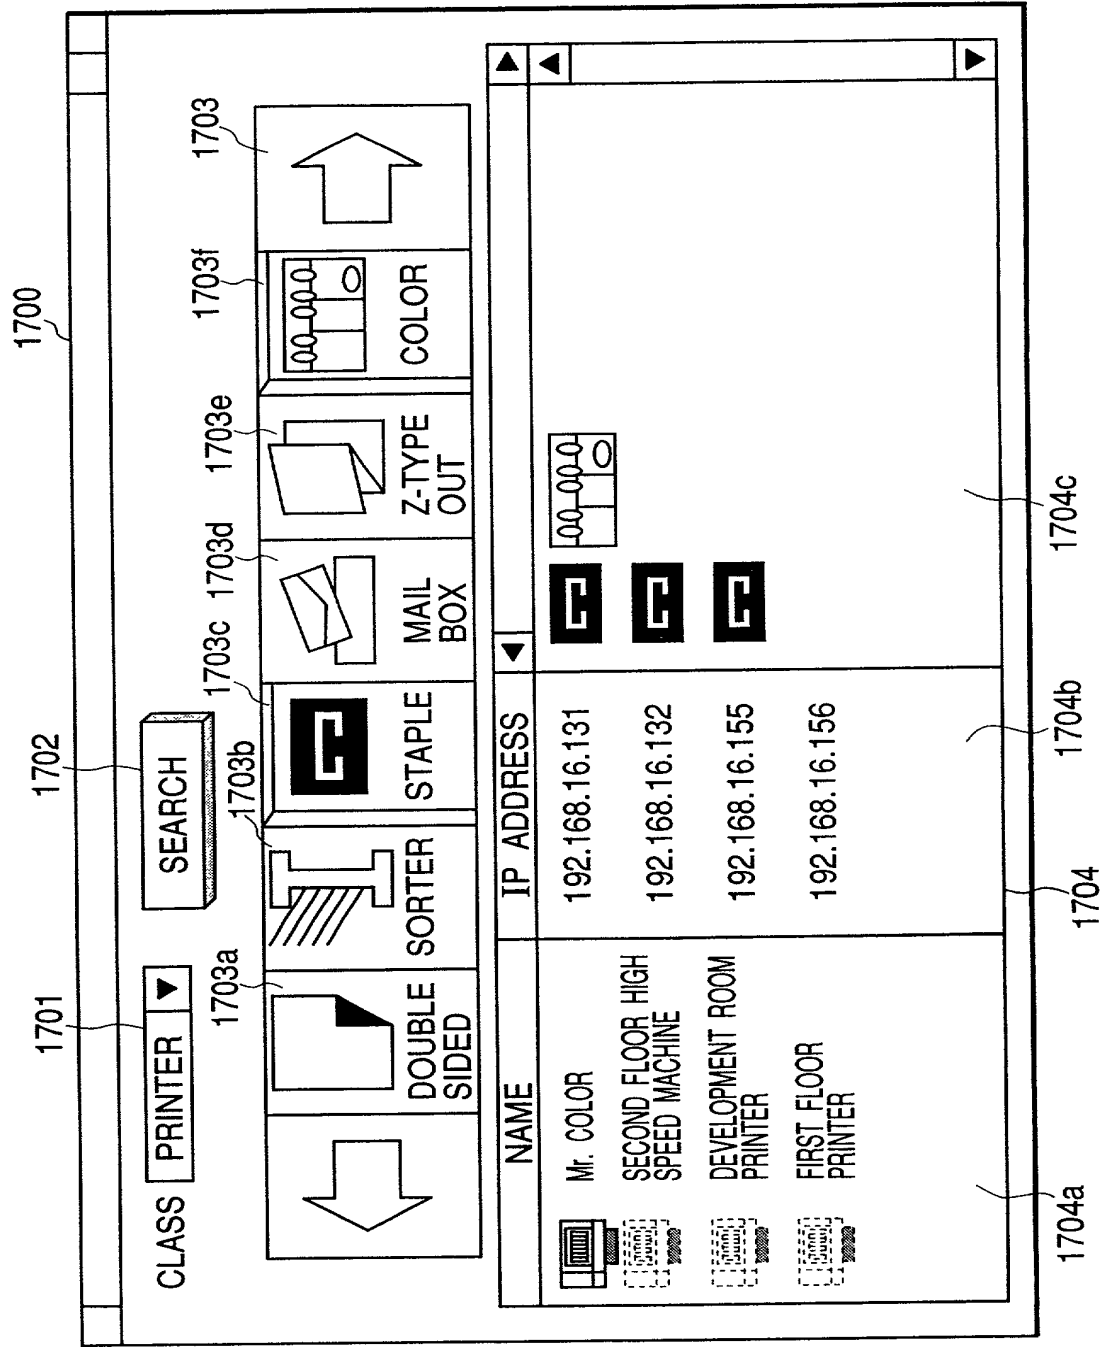 1700
1701
1702
CLASS PRINTER
SEARCH
1703a
1703b
1703c
1703d
1703e
1703f
1703
DOUBLE
SIDED
SORTER
STAPLE
MAIL
BOX
Z-TYPE
OUT
COLOR
NAME
IP ADDRESS
Mr. COLOR
192.168.16.131
SECOND FLOOR HIGH
SPEED MACHINE
192.168.16.132
DEVELOPMENT ROOM
PRINTER
192.168.16.155
FIRST FLOOR
PRINTER
192.168.16.156
1704a
1704
1704b
1704c